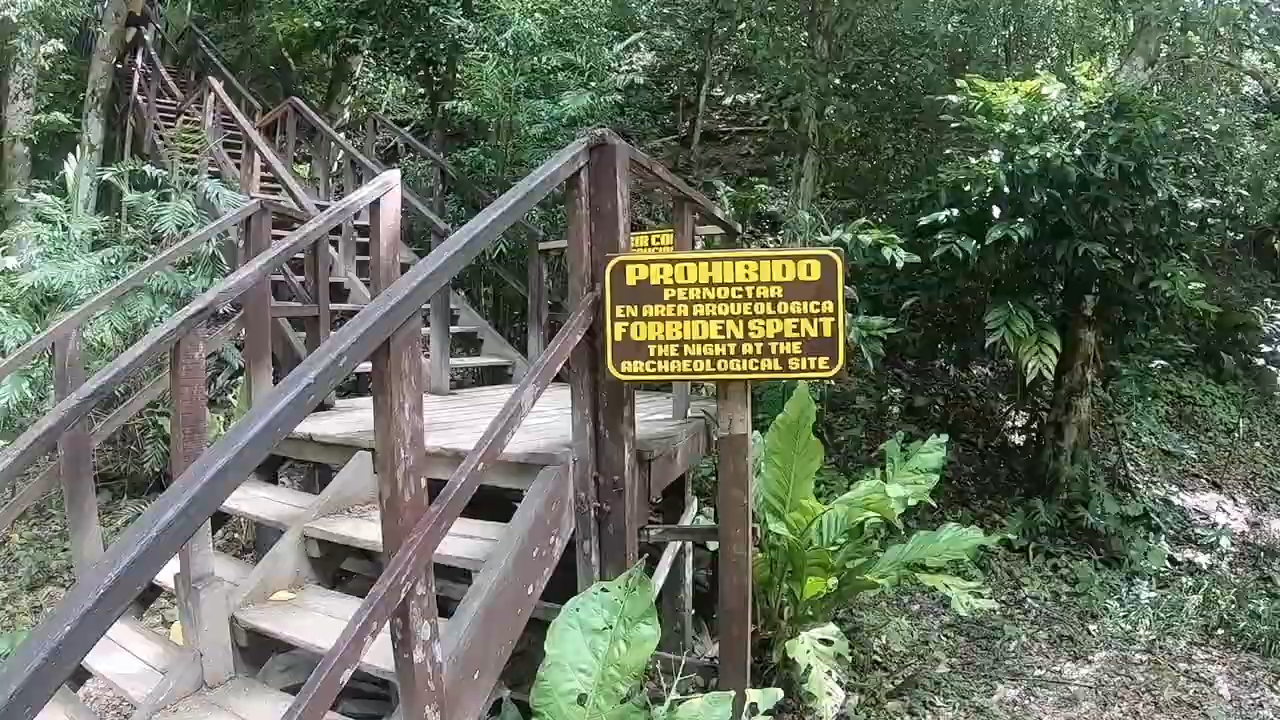 PROHIBIDO
PERNOCTAR
EN AREA ARQUEOLOGICA
FORBIDEN SPENT
THE NIGHT AT THE
ARCHAEOLOGICAL SITE